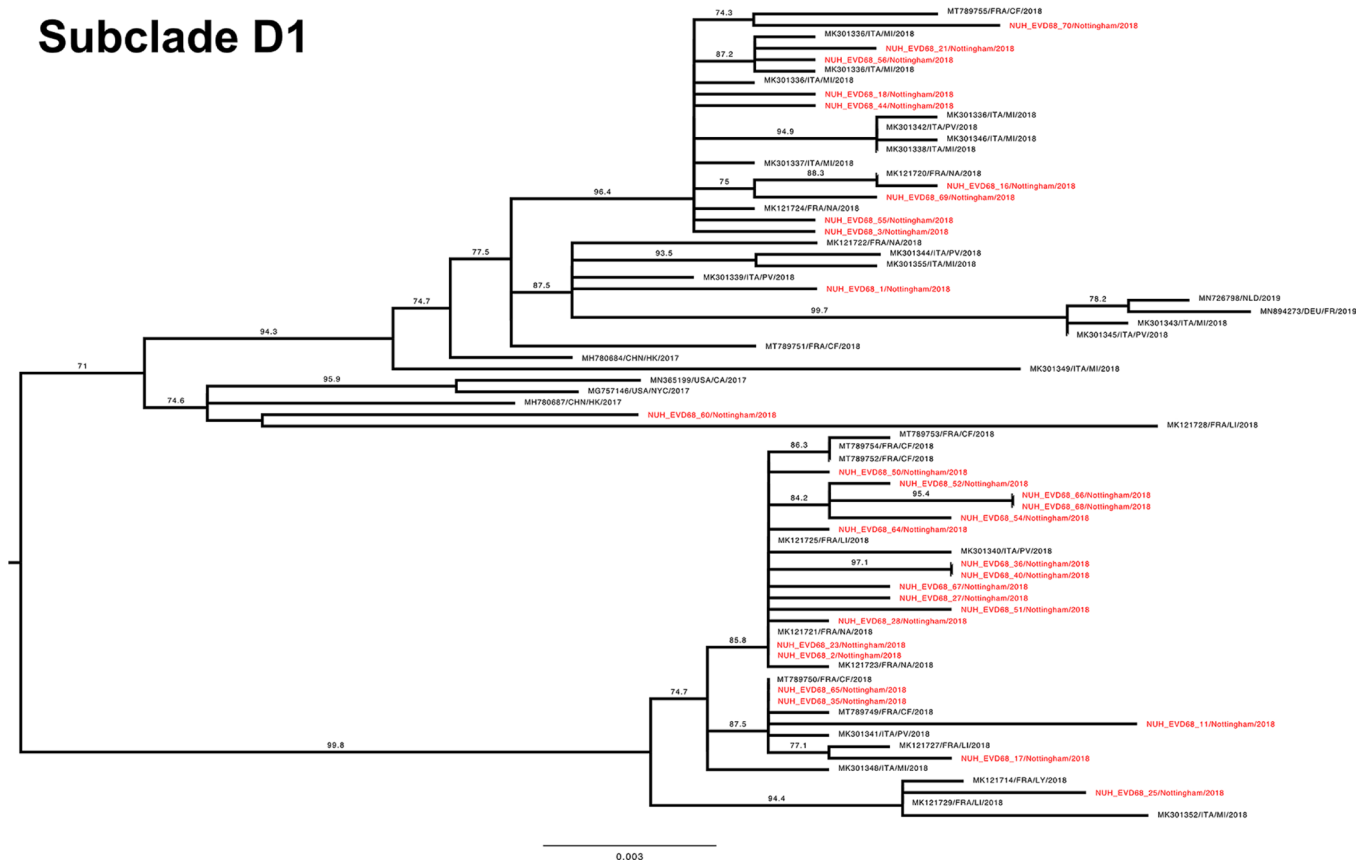 Subclade D1
74.3
MT789755/FRA/CF/2018
NUH_EVD68_70/Nottingham/2018
MK301336/ITA/MI/2018
87.2
NUH_EVD68_21/Nottingham/2018
NUH_EVD68_56/Nottingham/2018
MK301336/ITA/MI/2018
MK301336/ITA/MI/2018
NUH_EVD68_18/Nottingham/2018
NUH_EVD68_44/Nottingham/2018
MK301336/ITA/MI/2018
MK301342/ITA/PV/2018
94.9
MK301346/ITA/MI/2018
MK301338/ITA/MI/2018
MK301337/ITA/MI/2018
88.3
MK121720/FRA/NA/2018
75
NUH_EVD68_16/Nottingham/2018
NUH_EVD68_69/Nottingham/2018
96.4
MK121724/FRA/NA/2018
NUH_EVD68_55/Nottingham/2018
NUH_EVD68_3/Nottingham/2018
MK121722/FRA/NA/2018
77.5
93.5
MK301344/ITA/PV/2018
MK301355/ITA/MI/2018
MK301339/ITA/PV/2018
87.5
NUH_EVD68_1/Nottingham/2018
78.2
MN726798/NLD/2019
74.7
99.7
MN894273/DEU/FR/2019
MK301343/ITA/MI/2018
MK301345/ITA/PV/2018
94.3
MT789751/FRA/CF/2018
MH780684/CHN/HK/2017
MK301349/ITA/MI/2018
71
95.9
MN365199/USA/CA/2017
MG757146/USA/NYC/2017
74.6
MH780687/CHN/HK/2017
NUH_EVD68_60/Nottingham/2018
MK121728/FRA/LI/2018
MT789753/FRA/CF/2018
86.3
MT789754/FRA/CF/2018
MT789752/FRA/CF/2018
NUH_EVD68_50/Nottingham/2018
NUH_EVD68_52/Nottingham/2018
84.2
95.4
NUH_EVD68_66/Nottingham/2018
NUH_EVD68_68/Nottingham/2018
NUH_EVD68_54/Nottingham/2018
NUH_EVD68_64/Nottingham/2018
MK121725/FRA/LI/2018
MK301340/ITA/PV/2018
97.1
NUH_EVD68_36/Nottingham/2018
NUH_EVD68_40/Nottingham/2018
NUH_EVD68_67/Nottingham/2018
NUH_EVD68_27/Nottingham/2018
NUH_EVD68_51/Nottingham/2018
NUH_EVD68_28/Nottingham/2018
MK121721/FRA/NA/2018
85.8
NUH_EVD68_23/Nottingham/2018
NUH_EVD68_2/Nottingham/2018
MK121723/FRA/NA/2018
MT789750/FRA/CF/2018
NUH_EVD68_65/Nottingham/2018
74.7
NUH_EVD68_35/Nottingham/2018
MT789749/FRA/CF/2018
87.5
NUH_EVD68_11/Nottingham/2018
MK301341/ITA/PV/2018
99.8
77.1
MK121727/FRA/LI/2018
NUH_EVD68_17/Nottingham/2018
MK301348/ITA/MI/2018
MK121714/FRA/LY/2018
94.4
NUH_EVD68_25/Nottingham/2018
MK121729/FRA/LI/2018
MK301352/ITA/MI/2018
0.003